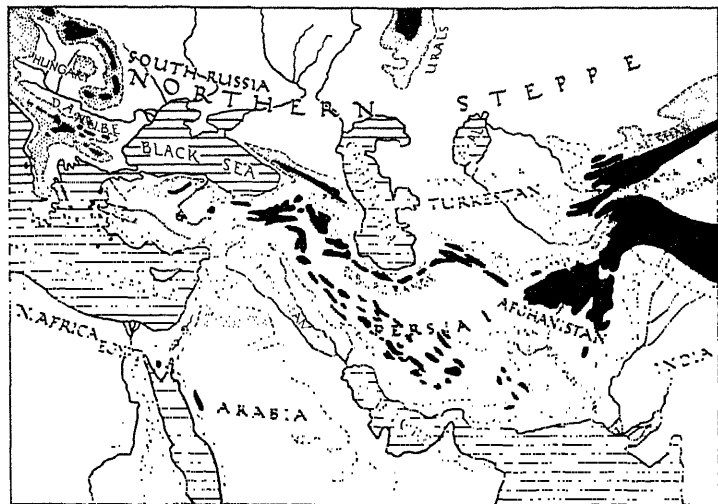 HUNGARY
SOUTH RUSSIA
URALS
NORTHERN STEPPE
DANUBE
BLACK SEA
TURKESTAN
PERSIA
AFGHANISTAN
N. AFRICA
INDIA
ARABIA